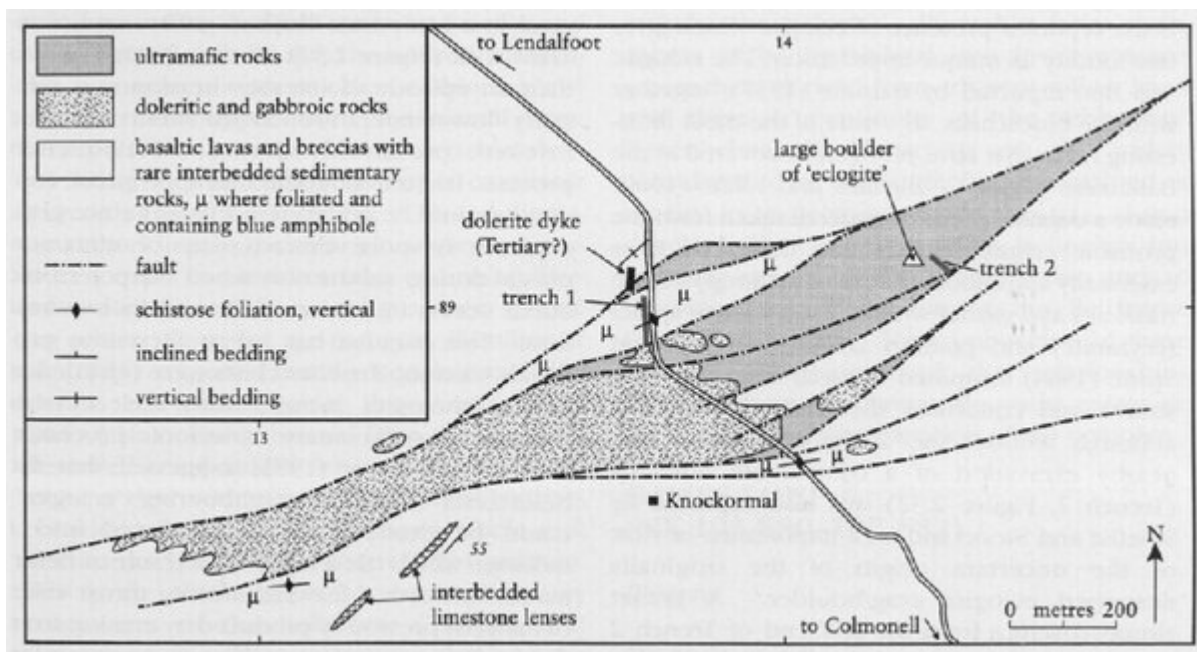 ultramafic rocks
doleritic and gabbroic rocks
basaltic lavas and breccias with
rare interbedded sedimentary
rocks, μ where foliated and
containing blue amphibole
fault
schistose foliation, vertical
inclined bedding
vertical bedding
to Lendalfoot
14
large boulder
of 'eclogite'
dolerite dyke
(Tertiary?)
μ
trench 2
trench 1
μ
89
μ
μ
13
μ
μ
μ
Knockormal
N
55
μ
μ
interbedded
limestone lenses
0 metres 200
to Colmonell